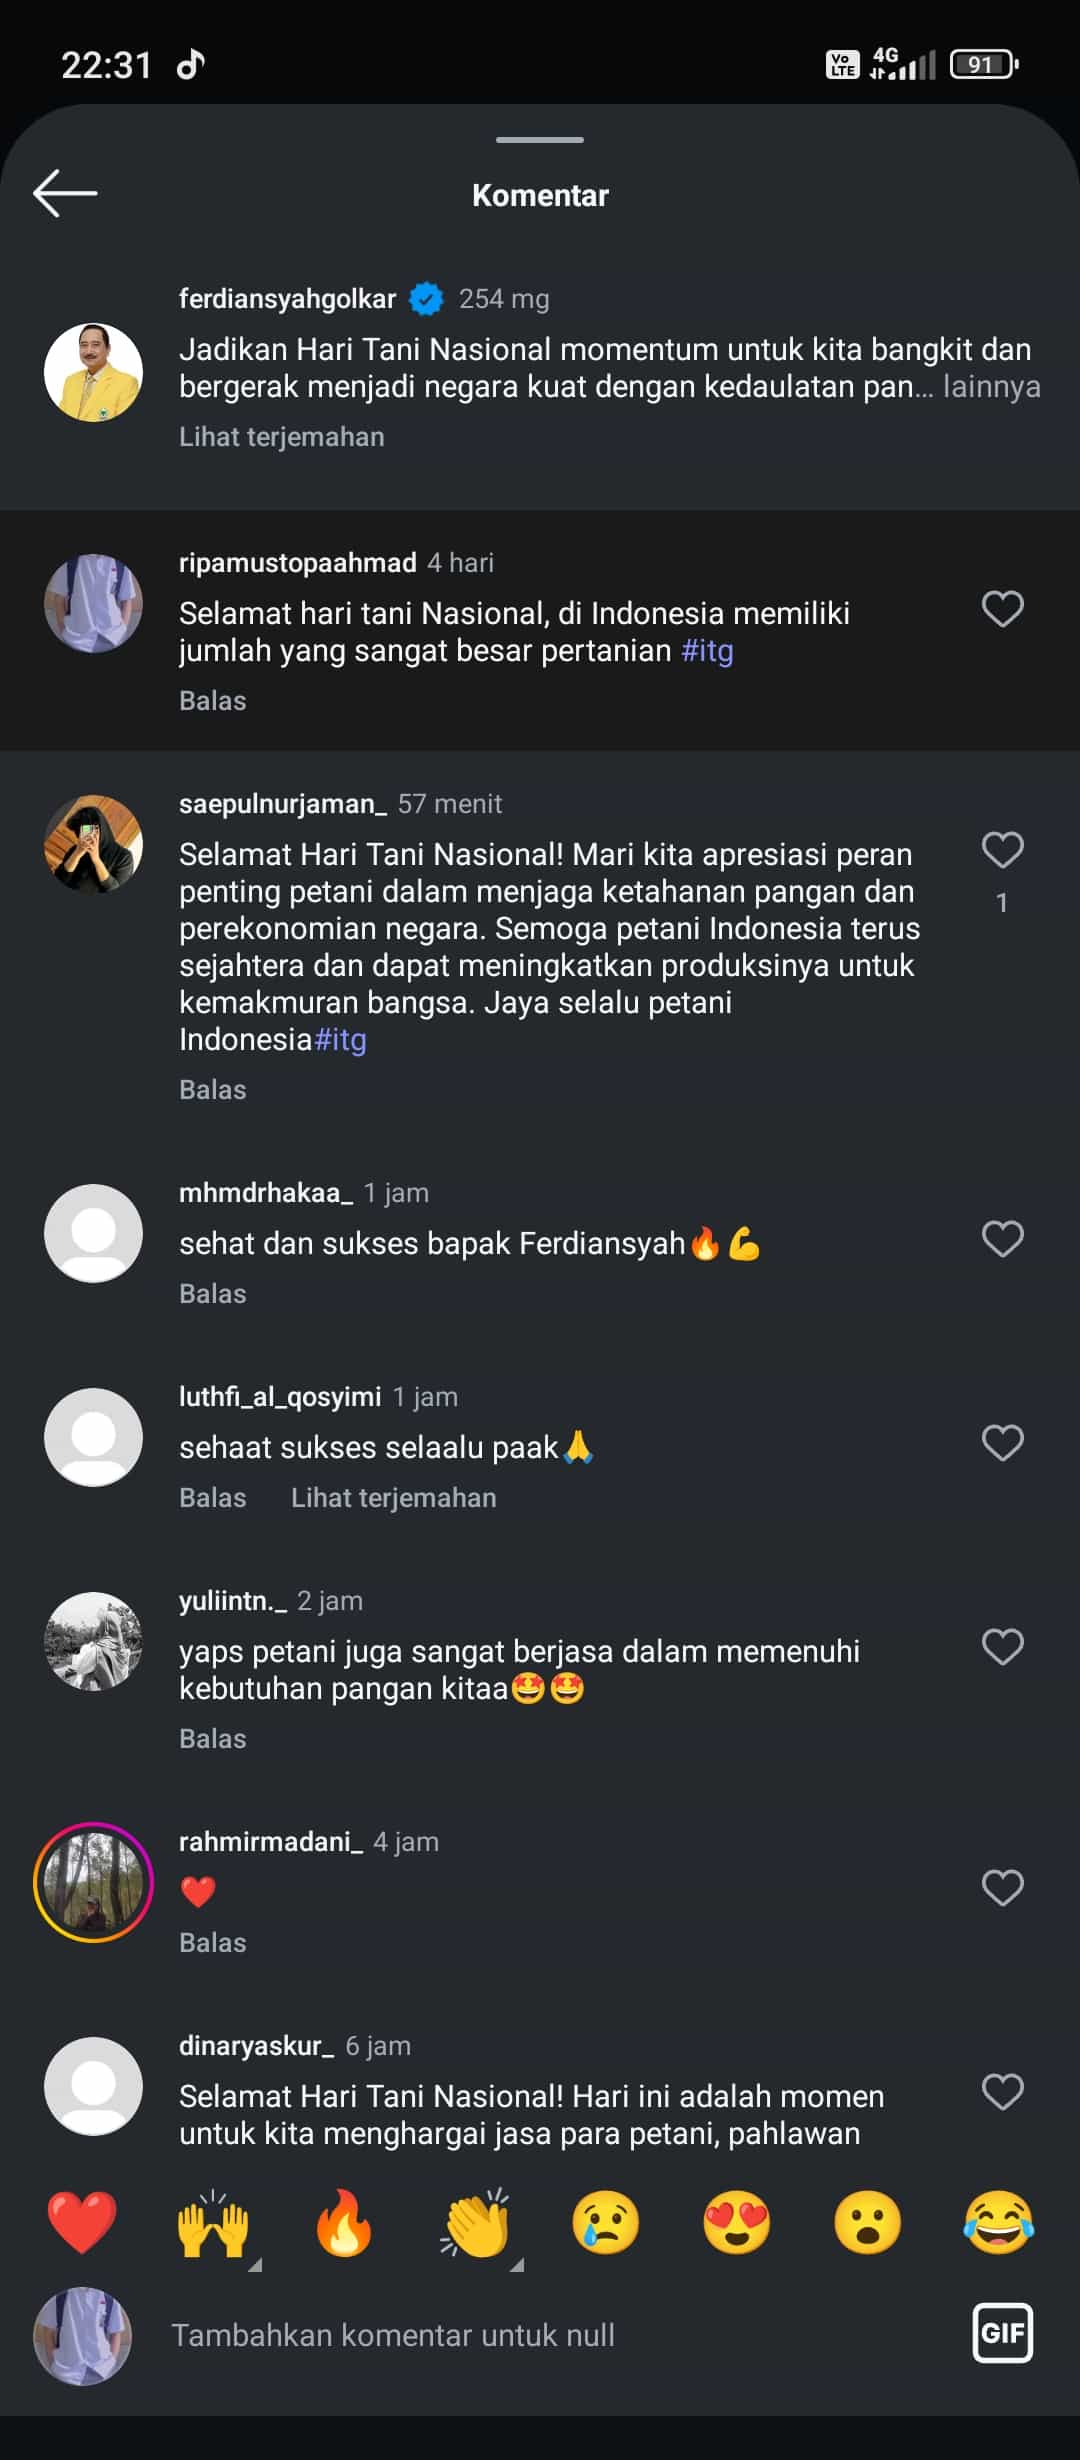 22:31
Vo LTE 4G 91
Komentar
ferdiansyahgolkar 254 mg
Jadikan Hari Tani Nasional momentum untuk kita bangkit dan
bergerak menjadi negara kuat dengan kedaulatan pan... lainnya
Lihat terjemahan
ripamustopaahmad 4 hari
Selamat hari tani Nasional, di Indonesia memiliki
jumlah yang sangat besar pertanian #itg
Balas
saepulnurjaman_ 57 menit
Selamat Hari Tani Nasional! Mari kita apresiasi peran
penting petani dalam menjaga ketahanan pangan dan
perekonomian negara. Semoga petani Indonesia terus
sejahtera dan dapat meningkatkan produksinya untuk
kemakmuran bangsa. Jaya selalu petani
Indonesia#itg
1
Balas
mhmdrhakaa_ 1 jam
sehat dan sukses bapak Ferdiansyah🔥💪
Balas
luthfi_al_qosyimi 1 jam
sehaat sukses selaalu paak🙏
Balas Lihat terjemahan
yuliintn._ 2 jam
yaps petani juga sangat berjasa dalam memenuhi
kebutuhan pangan kitaa🤩🤩
Balas
rahmirmadani_ 4 jam
❤️
Balas
dinaryaskur_ 6 jam
Selamat Hari Tani Nasional! Hari ini adalah momen
untuk kita menghargai jasa para petani, pahlawan
❤️🙌🔥👏😢😍😮😂
Tambahkan komentar untuk null
GIF